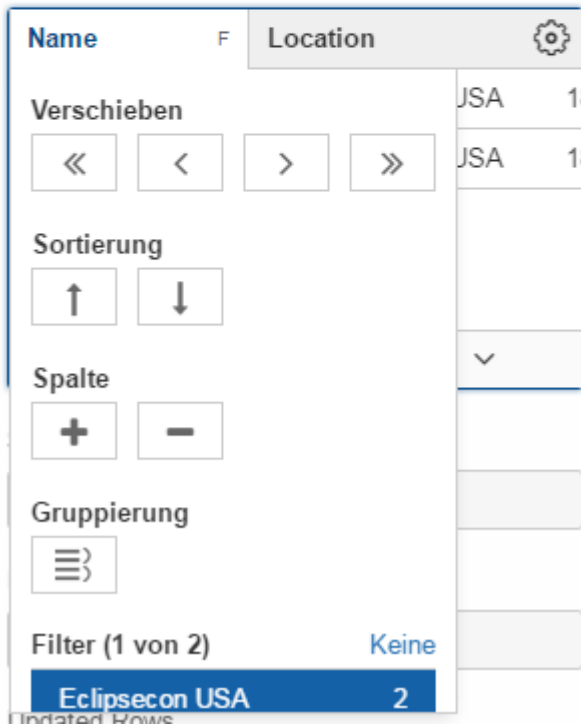 Name F Location
Verschieben
USA
USA
Sortierung
Spalte
Gruppierung
Filter (1 von 2) Keine
Eclipsecon USA 2
Updated Rows